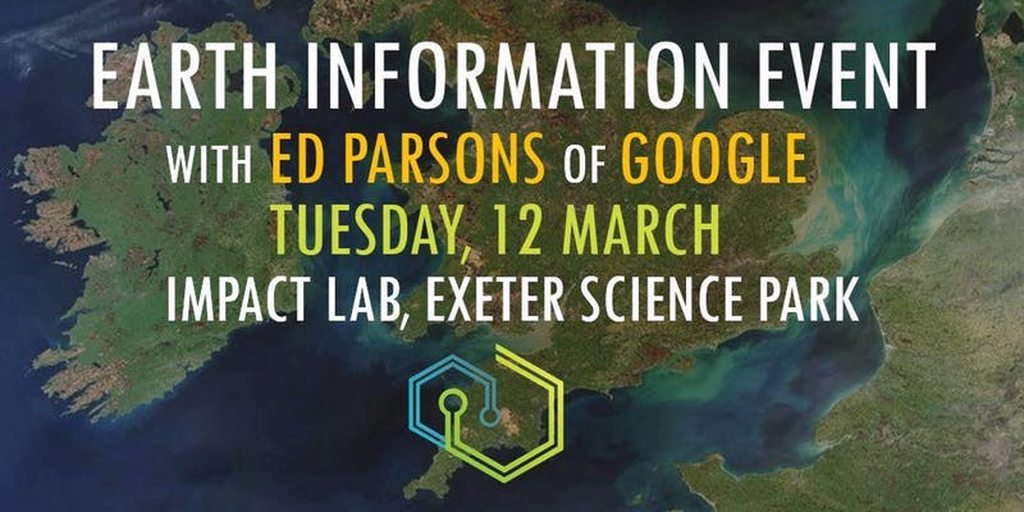 EARTH INFORMATION EVENT
WITH ED PARSONS OF GOOGLE
TUESDAY, 12 MARCH
IMPACT LAB, EXETER SCIENCE PARK